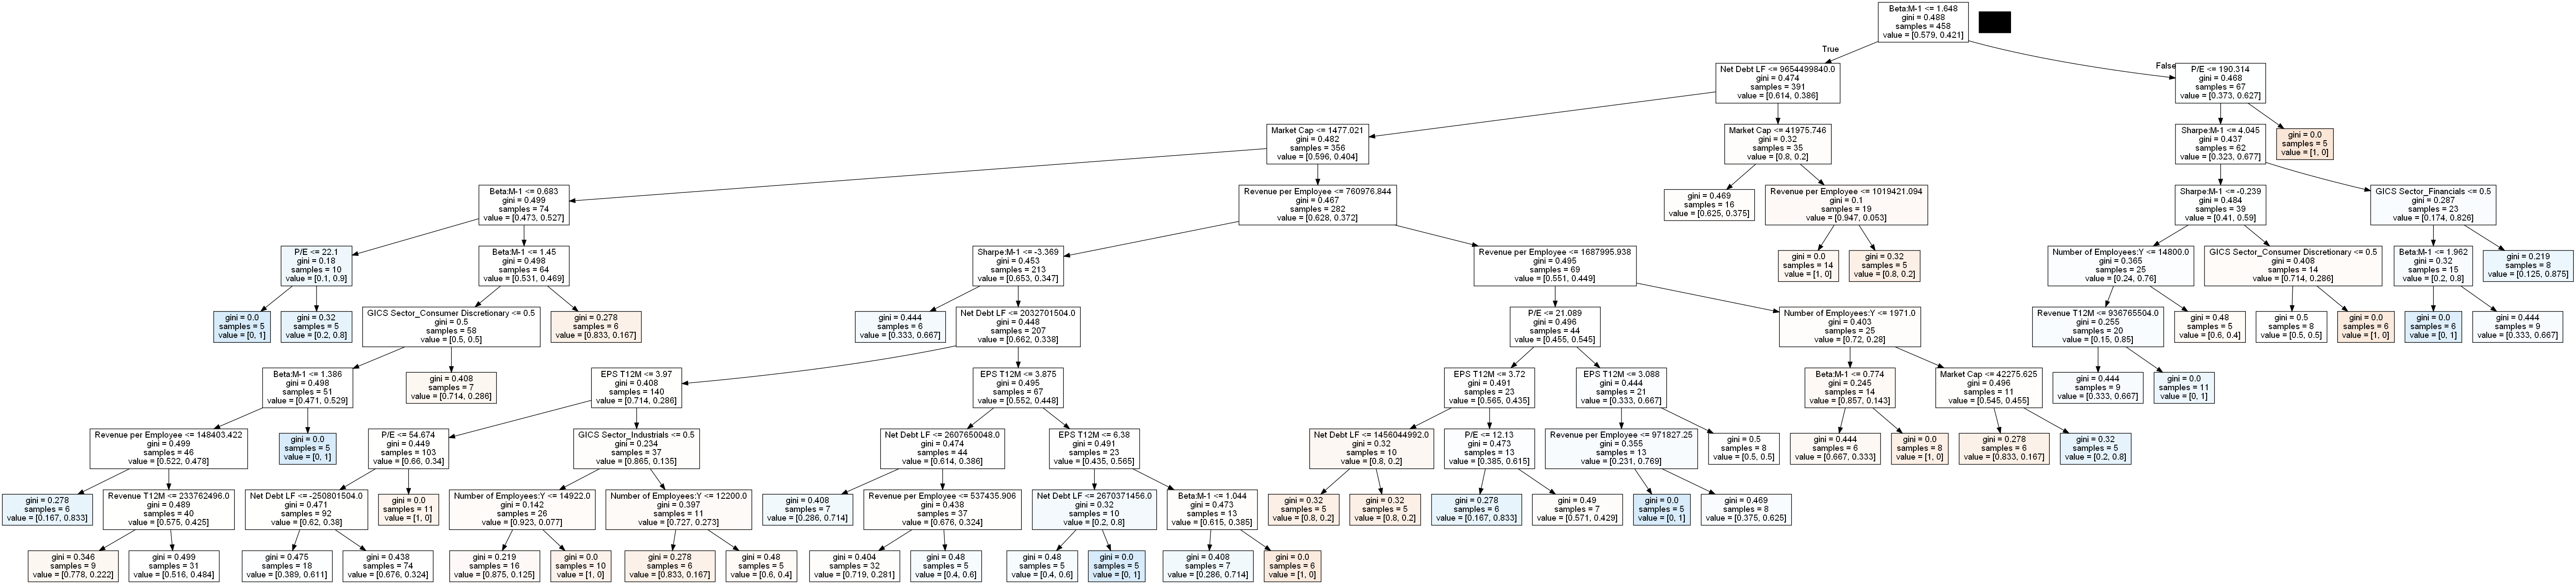 Beta:M-1 <= 1.648
gini = 0.488
samples = 458
value = [0.579, 0.421]
True
False
Net Debt LF <= 9654499840.0
gini = 0.474
samples = 391
value = [0.614, 0.386]
P/E <= 190.314
gini = 0.468
samples = 67
value = [0.373, 0.627]
Market Cap <= 1477.021
gini = 0.482
samples = 356
value = [0.596, 0.404]
Market Cap <= 41975.746
gini = 0.32
samples = 35
value = [0.8, 0.2]
Sharpe:M-1 <= 4.045
gini = 0.437
samples = 62
value = [0.323, 0.677]
gini = 0.0
samples = 5
value = [1, 0]
Beta:M-1 <= 0.683
gini = 0.499
samples = 74
value = [0.473, 0.527]
Revenue per Employee <= 760976.844
gini = 0.467
samples = 282
value = [0.628, 0.372]
gini = 0.469
samples = 16
value = [0.625, 0.375]
Revenue per Employee <= 1019421.094
gini = 0.1
samples = 19
value = [0.947, 0.053]
Sharpe:M-1 <= -0.239
gini = 0.484
samples = 39
value = [0.41, 0.59]
GICS Sector_Financials <= 0.5
gini = 0.287
samples = 23
value = [0.174, 0.826]
P/E <= 22.1
gini = 0.18
samples = 10
value = [0.1, 0.9]
Beta:M-1 <= 1.45
gini = 0.498
samples = 64
value = [0.531, 0.469]
Sharpe:M-1 <= -3.369
gini = 0.453
samples = 213
value = [0.653, 0.347]
Revenue per Employee <= 1687995.938
gini = 0.495
samples = 69
value = [0.551, 0.449]
gini = 0.0
samples = 14
value = [1, 0]
gini = 0.32
samples = 5
value = [0.8, 0.2]
Number of Employees:Y <= 14800.0
gini = 0.365
samples = 25
value = [0.24, 0.76]
GICS Sector_Consumer Discretionary <= 0.5
gini = 0.408
samples = 14
value = [0.714, 0.286]
Beta:M-1 <= 1.962
gini = 0.32
samples = 15
value = [0.2, 0.8]
gini = 0.219
samples = 8
value = [0.125, 0.875]
gini = 0.0
samples = 5
value = [0, 1]
gini = 0.32
samples = 5
value = [0.2, 0.8]
GICS Sector_Consumer Discretionary <= 0.5
gini = 0.5
samples = 58
value = [0.5, 0.5]
gini = 0.278
samples = 6
value = [0.833, 0.167]
gini = 0.444
samples = 6
value = [0.333, 0.667]
Net Debt LF <= 2032701504.0
gini = 0.448
samples = 207
value = [0.662, 0.338]
P/E <= 21.089
gini = 0.496
samples = 44
value = [0.455, 0.545]
Number of Employees:Y <= 1971.0
gini = 0.403
samples = 25
value = [0.72, 0.28]
Revenue T12M <= 936765504.0
gini = 0.255
samples = 20
value = [0.15, 0.85]
gini = 0.48
samples = 5
value = [0.6, 0.4]
gini = 0.5
samples = 8
value = [0.5, 0.5]
gini = 0.0
samples = 6
value = [1, 0]
gini = 0.0
samples = 6
value = [0, 1]
gini = 0.444
samples = 9
value = [0.333, 0.667]
Beta:M-1 <= 1.386
gini = 0.498
samples = 51
value = [0.471, 0.529]
gini = 0.408
samples = 7
value = [0.714, 0.286]
EPS T12M <= 3.97
gini = 0.408
samples = 140
value = [0.714, 0.286]
EPS T12M <= 3.875
gini = 0.495
samples = 67
value = [0.552, 0.448]
EPS T12M <= 3.72
gini = 0.491
samples = 23
value = [0.565, 0.435]
EPS T12M <= 3.088
gini = 0.444
samples = 21
value = [0.333, 0.667]
Beta:M-1 <= 0.774
gini = 0.245
samples = 14
value = [0.857, 0.143]
Market Cap <= 42275.625
gini = 0.496
samples = 11
value = [0.545, 0.455]
gini = 0.444
samples = 9
value = [0.333, 0.667]
gini = 0.0
samples = 11
value = [0, 1]
Revenue per Employee <= 148403.422
gini = 0.499
samples = 46
value = [0.522, 0.478]
gini = 0.0
samples = 5
value = [0, 1]
P/E <= 54.674
gini = 0.449
samples = 103
value = [0.66, 0.34]
GICS Sector_Industrials <= 0.5
gini = 0.234
samples = 37
value = [0.865, 0.135]
Net Debt LF <= 2607650048.0
gini = 0.474
samples = 44
value = [0.614, 0.386]
EPS T12M <= 6.38
gini = 0.491
samples = 23
value = [0.435, 0.565]
Net Debt LF <= 1456044992.0
gini = 0.32
samples = 10
value = [0.8, 0.2]
P/E <= 12.13
gini = 0.473
samples = 13
value = [0.385, 0.615]
Revenue per Employee <= 971827.25
gini = 0.355
samples = 13
value = [0.231, 0.769]
gini = 0.5
samples = 8
value = [0.5, 0.5]
gini = 0.444
samples = 6
value = [0.667, 0.333]
gini = 0.0
samples = 8
value = [1, 0]
gini = 0.278
samples = 6
value = [0.833, 0.167]
gini = 0.32
samples = 5
value = [0.2, 0.8]
gini = 0.278
samples = 6
value = [0.167, 0.833]
Revenue T12M <= 233762496.0
gini = 0.489
samples = 40
value = [0.575, 0.425]
Net Debt LF <= -250801504.0
gini = 0.471
samples = 92
value = [0.62, 0.38]
gini = 0.0
samples = 11
value = [1, 0]
Number of Employees:Y <= 14922.0
gini = 0.142
samples = 26
value = [0.923, 0.077]
Number of Employees:Y <= 12200.0
gini = 0.397
samples = 11
value = [0.727, 0.273]
gini = 0.408
samples = 7
value = [0.286, 0.714]
Revenue per Employee <= 537435.906
gini = 0.438
samples = 37
value = [0.676, 0.324]
Net Debt LF <= 2670371456.0
gini = 0.32
samples = 10
value = [0.2, 0.8]
Beta:M-1 <= 1.044
gini = 0.473
samples = 13
value = [0.615, 0.385]
gini = 0.32
samples = 5
value = [0.8, 0.2]
gini = 0.32
samples = 5
value = [0.8, 0.2]
gini = 0.278
samples = 6
value = [0.167, 0.833]
gini = 0.49
samples = 7
value = [0.571, 0.429]
gini = 0.0
samples = 5
value = [0, 1]
gini = 0.469
samples = 8
value = [0.375, 0.625]
gini = 0.346
samples = 9
value = [0.778, 0.222]
gini = 0.499
samples = 31
value = [0.516, 0.484]
gini = 0.475
samples = 18
value = [0.389, 0.611]
gini = 0.438
samples = 74
value = [0.676, 0.324]
gini = 0.219
samples = 16
value = [0.875, 0.125]
gini = 0.0
samples = 10
value = [1, 0]
gini = 0.278
samples = 6
value = [0.833, 0.167]
gini = 0.48
samples = 5
value = [0.6, 0.4]
gini = 0.404
samples = 32
value = [0.719, 0.281]
gini = 0.48
samples = 5
value = [0.4, 0.6]
gini = 0.48
samples = 5
value = [0.4, 0.6]
gini = 0.0
samples = 5
value = [0, 1]
gini = 0.408
samples = 7
value = [0.286, 0.714]
gini = 0.0
samples = 6
value = [1, 0]